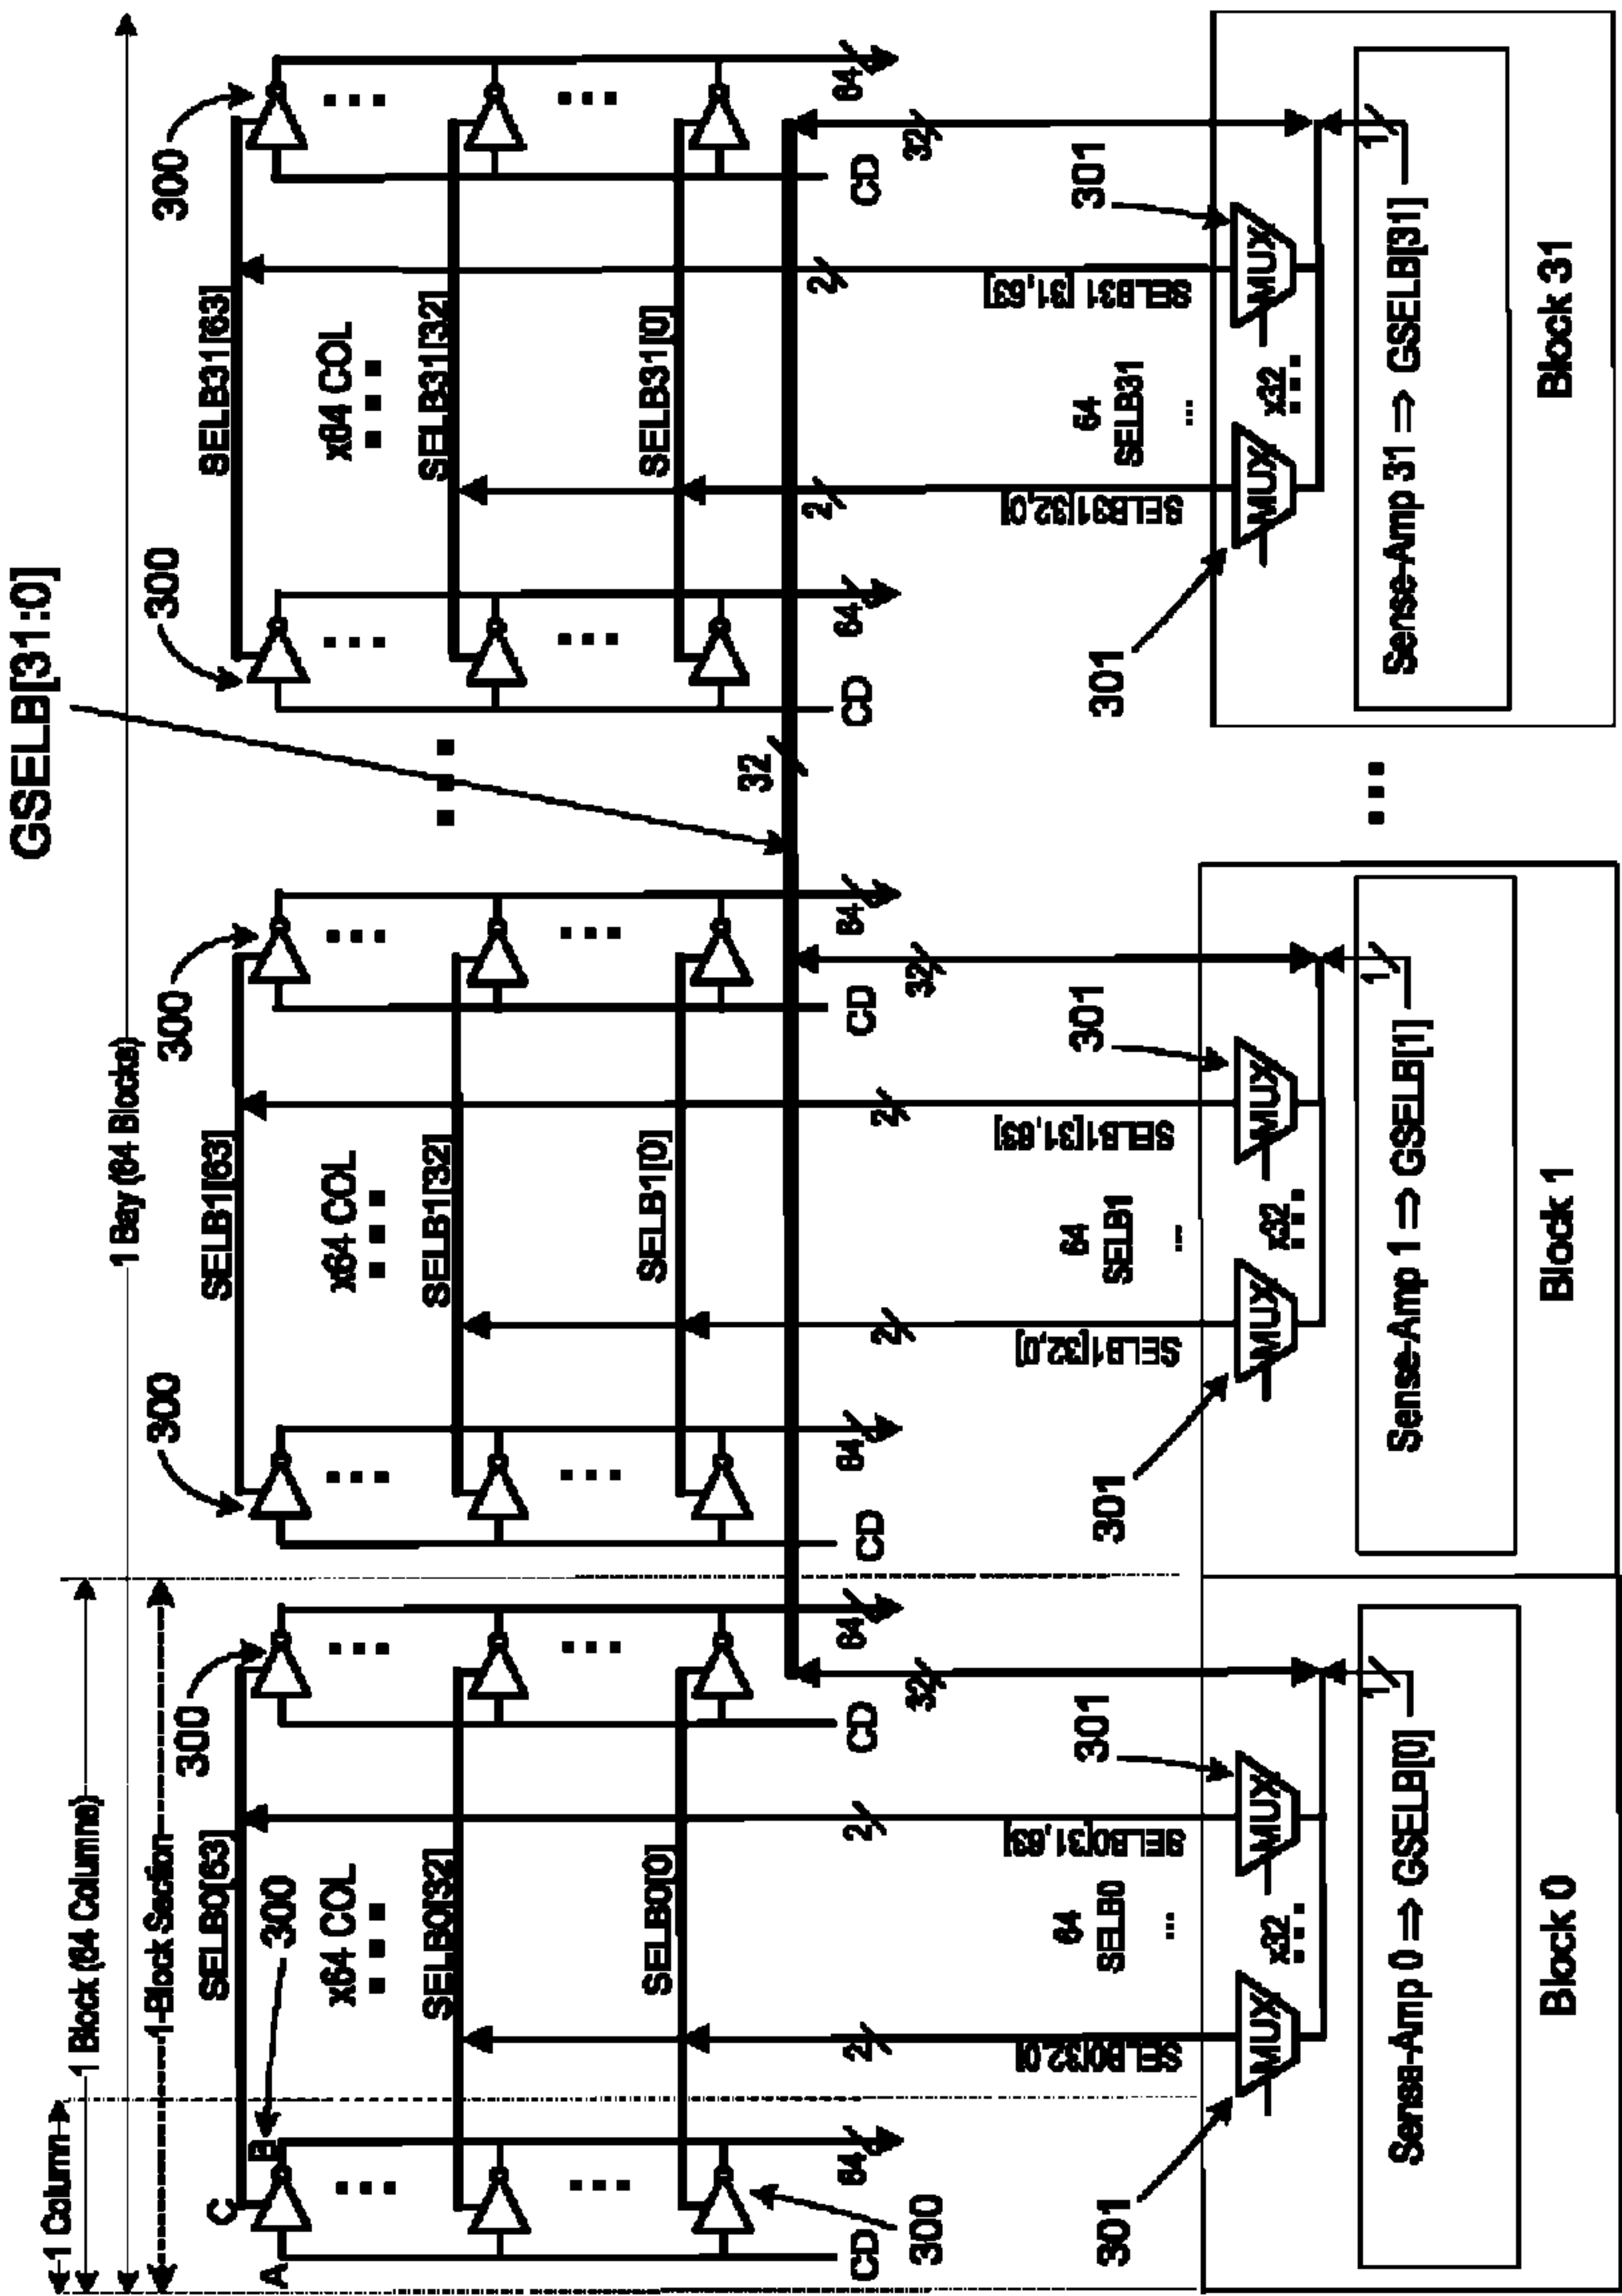 GSELB[31:0]
1 Column
1 Block (64 Columns)
1 Block Section
1 Bay (64 Blocks)
C
A
B
300
300
300
300
300
300
300
SELB0[63]
x64 COL
SELB0[32]
SELB0[0]
SELB1[63]
x64 COL
SELB1[32]
SELB1[0]
SELB31[63]
x64 COL
SELB31[32]
SELB31[0]
32
CD
64
300
CD
64
CD
64
CD
64
CD
64
CD
64
2
2
32
2
2
32
2
2
32
SELB0[32,0]
64
SELB0
...
SELB0[31,63]
SELB1[32,0]
64
SELB1
...
SELB1[31,63]
SELB31[32,0]
64
SELB31
...
SELB31[31,63]
301
MUX
x32
MUX
301
301
MUX
x32
MUX
301
301
MUX
x32
MUX
301
1
1
1
Sense-Amp 0 ⇒ GSELB[0]
Sense-Amp 1 ⇒ GSELB[1]
Sense-Amp 31 ⇒ GSELB[31]
Block 0
Block 1
Block 31